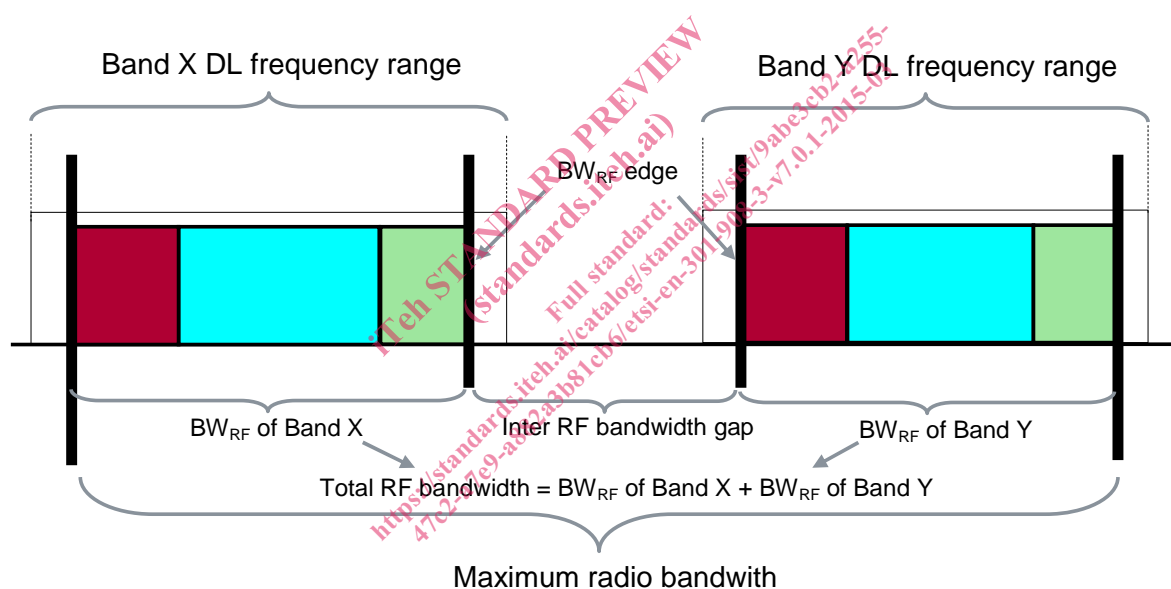 Band X DL frequency range
Band Y DL frequency range
BWRF edge
BWRF of Band X
Inter RF bandwidth gap
BWRF of Band Y
Total RF bandwidth = BWRF of Band X + BWRF of Band Y
Maximum radio bandwith
iTeh STANDARD PREVIEW
(standards.iteh.ai)
Full standard: